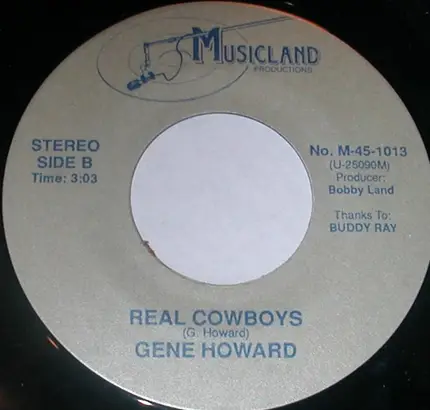 MUSICLAND
PRODUCTIONS
STEREO
SIDE B
Time: 3:03
No. M-45-1013
(U-25090M)
Producer:
Bobby Land
Thanks To:
BUDDY RAY
REAL COWBOYS
(G. Howard)
GENE HOWARD